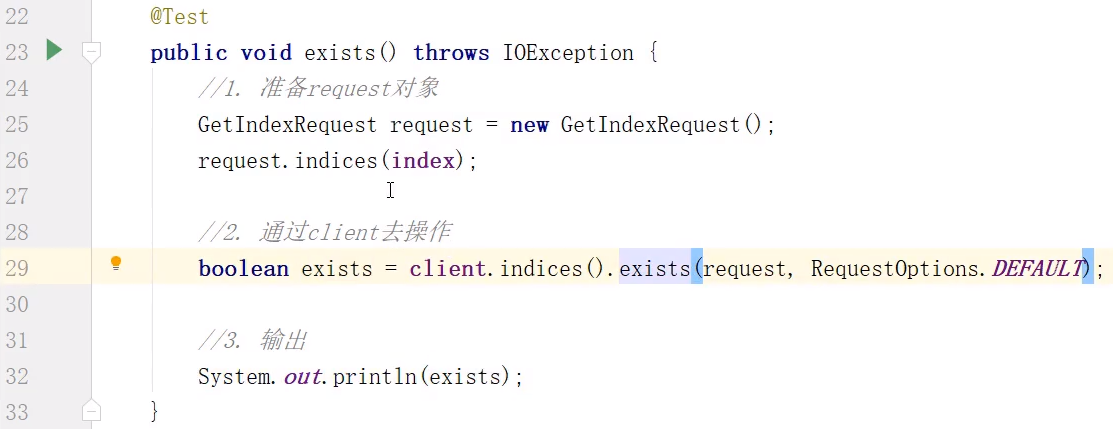 22 @Test
23 public void exists() throws IOException {
24 //1. 准备request对象
25 GetIndexRequest request = new GetIndexRequest();
26 request.indices(index);
27
28 //2. 通过client去操作
29 boolean exists = client.indices().exists(request, RequestOptions.DEFAULT);
30
31 //3. 输出
32 System.out.println(exists);
33 }